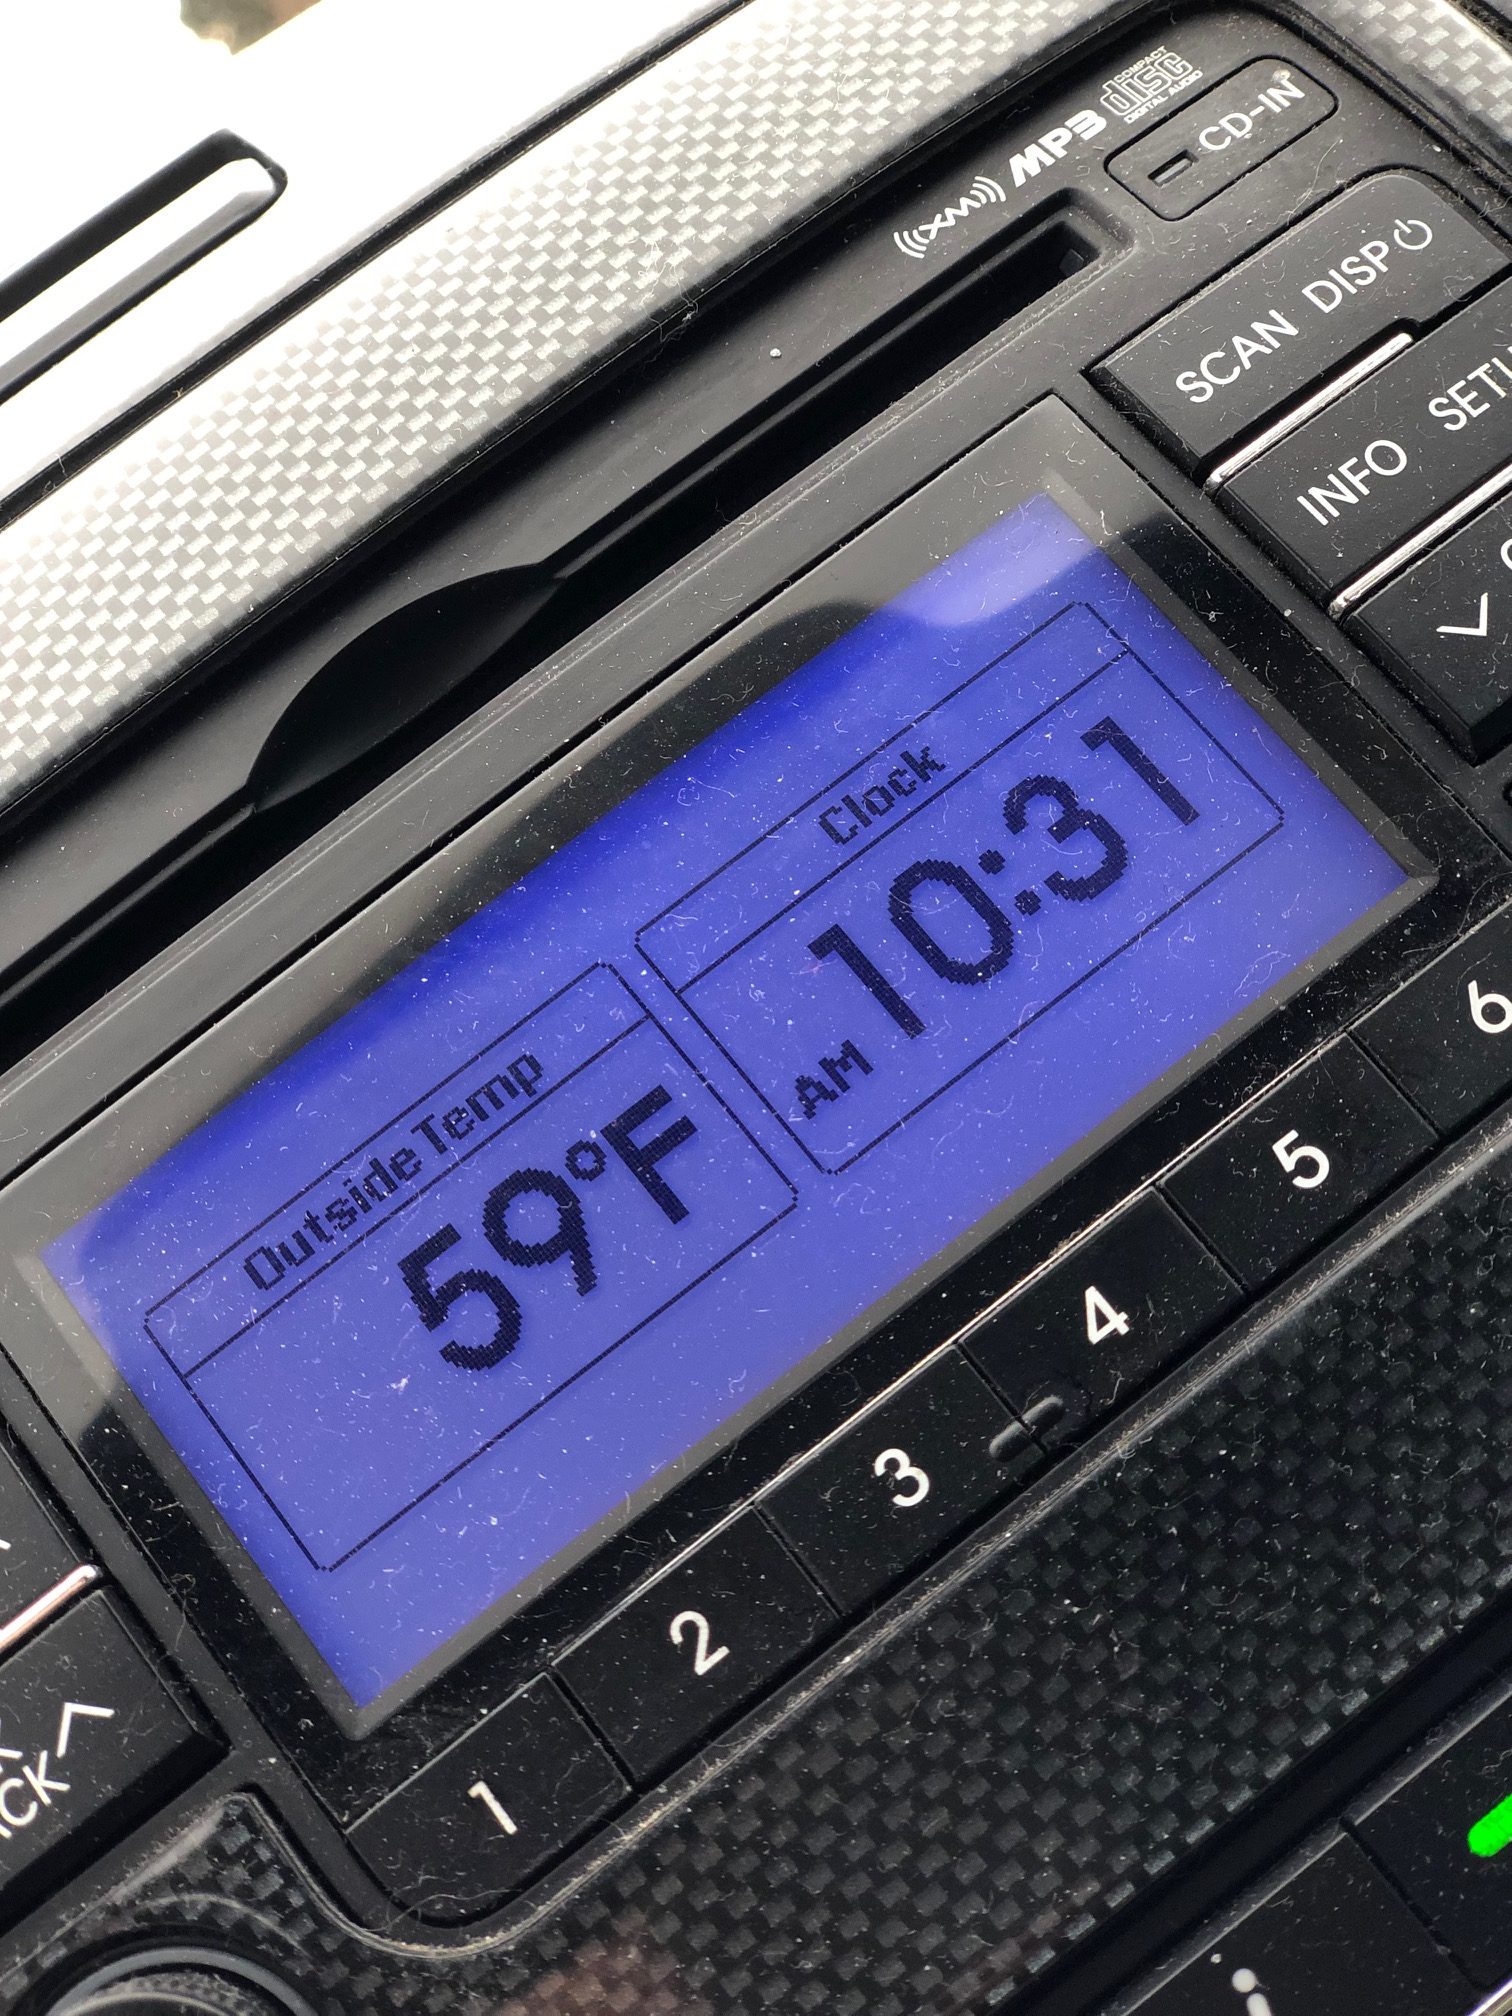 XM MP3 COMPACT disc DIGITAL AUDIO
CD-IN
SCAN DISP
INFO
Outside Temp
59°F
Clock
AM 10:31
1 2 3 4 5 6